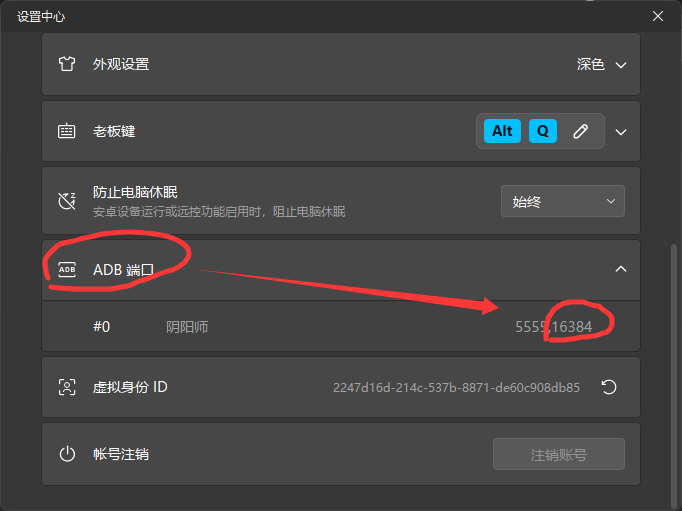 设置中心
外观设置 深色
老板键 Alt Q
防止电脑休眠 始终
安卓设备运行或远控功能启用时，阻止电脑休眠
ADB ADB 端口
#0 阴阳师 5555,16384
虚拟身份 ID 2247d16d-214c-537b-8871-de60c908db85
帐号注销 注销账号